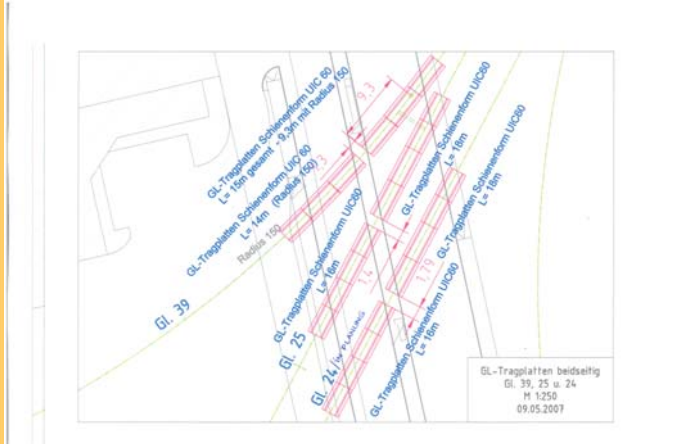 GL-Tragplatten Schienenform UIC 60
L= 15m gesamt - 9,3m mit Radius 150
9.3
GL-Tragplatten Schienenform UIC 60
L= 14m (Radius 150)
Radius 150
GL-Tragplatten Schienenform UIC60
L= 18m
GL-Tragplatten Schienenform UIC60
L= 18m
GL-Tragplatten Schienenform UIC60
L= 16m
1.4
1.79
GL-Tragplatten Schienenform UIC60
L= 16m
Gl. 39
Gl. 25
Gl. 24/IN PLANUNG
GL-Tragplatten beidseitig
Gl. 39, 25 u. 24
M 1:250
09.05.2007